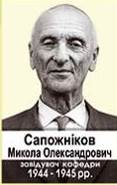 Сапожніков
Микола Олександрович
завідувач кафедри
1944 - 1945 рр.